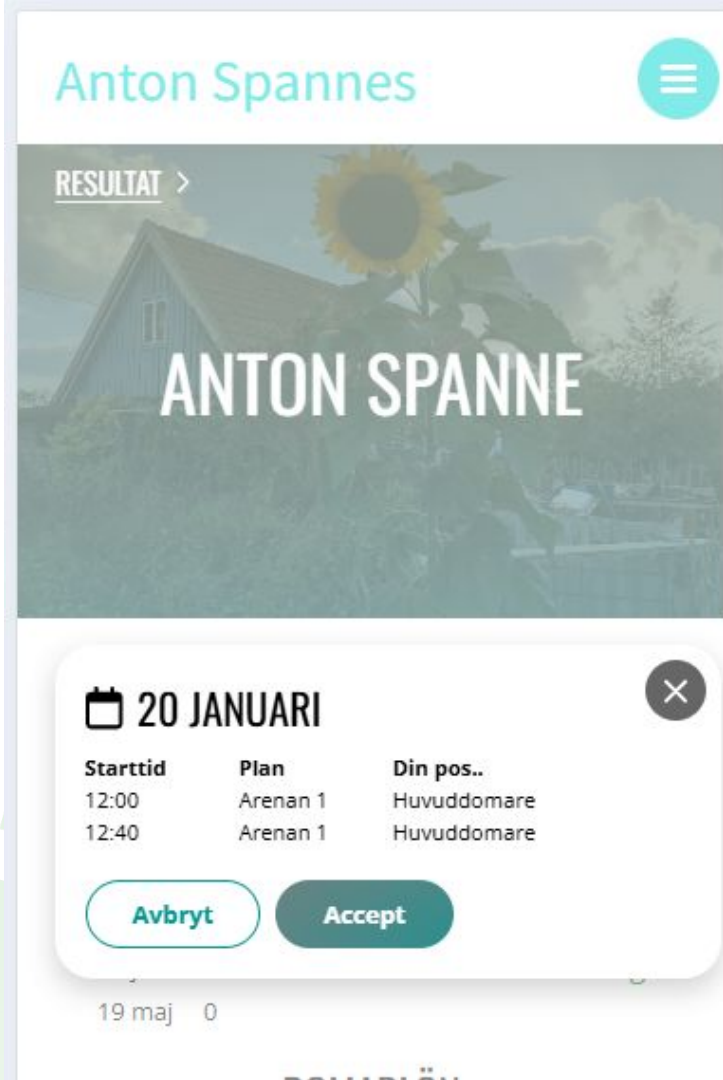 Anton Spannes
RESULTAT >
ANTON SPANNE
20 JANUARI
Starttid Plan Din pos..
12:00 Arenan 1 Huvuddomare
12:40 Arenan 1 Huvuddomare
Avbryt Accept
19 maj 0